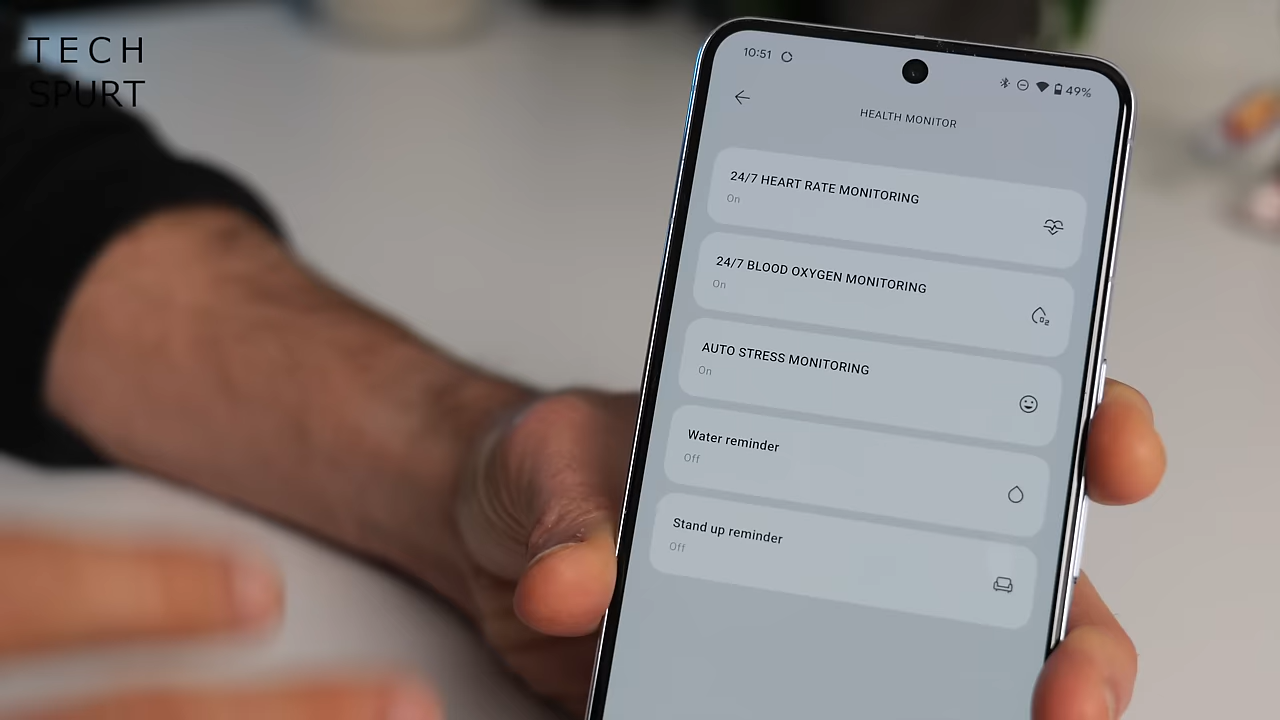 TECH
SPURT
10:51
49%
HEALTH MONITOR
24/7 HEART RATE MONITORING
On
24/7 BLOOD OXYGEN MONITORING
On
O2
AUTO STRESS MONITORING
On
Water reminder
Off
Stand up reminder
Off